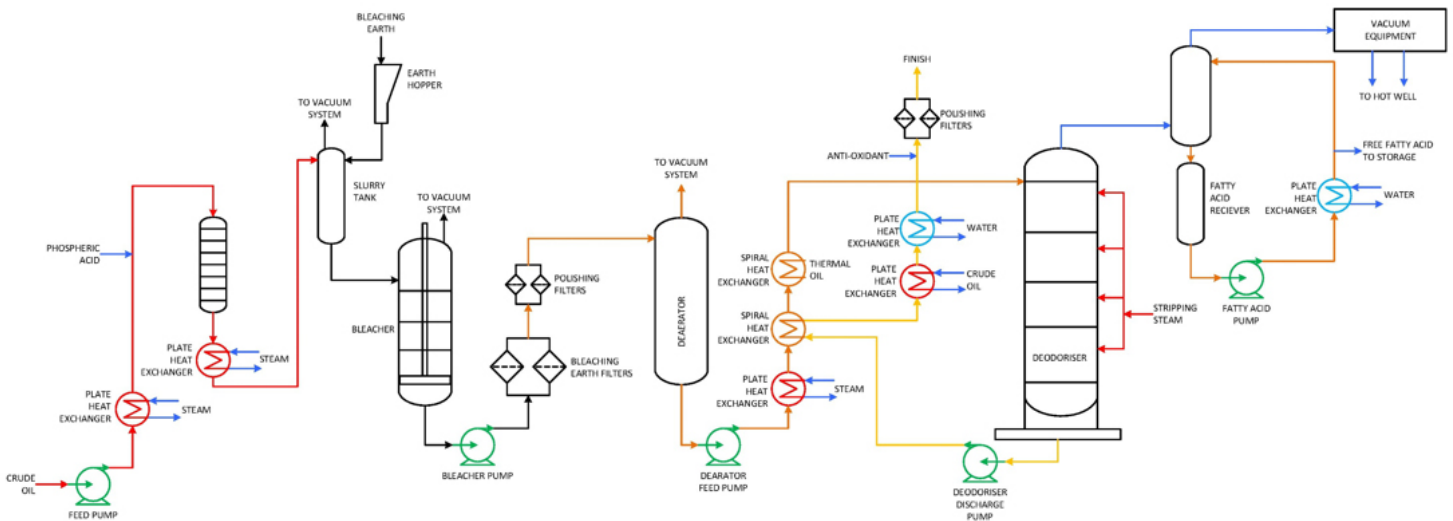 BLEACHING
EARTH
EARTH
HOPPER
TO VACUUM
SYSTEM
SLURRY
TANK
PHOSPHERIC
ACID
PLATE
HEAT
EXCHANGER
STEAM
PLATE
HEAT
EXCHANGER
STEAM
CRUDE
OIL
FEED PUMP
TO VACUUM
SYSTEM
BLEACHER
BLEACHER PUMP
POLISHING
FILTERS
BLEACHING
EARTH FILTERS
TO VACUUM
SYSTEM
DEAERATOR
DEARATOR
FEED PUMP
SPIRAL
HEAT
EXCHANGER
THERMAL
OIL
SPIRAL
HEAT
EXCHANGER
PLATE
HEAT
EXCHANGER
STEAM
FINISH
POLISHING
FILTERS
ANTI-OXIDANT
PLATE
HEAT
EXCHANGER
WATER
PLATE
HEAT
EXCHANGER
CRUDE
OIL
DEODORISER
STRIPPING
STEAM
DEODORISER
DISCHARGE
PUMP
VACUUM
EQUIPMENT
TO HOT WELL
FREE FATTY ACID
TO STORAGE
FATTY
ACID
RECIEVER
PLATE
HEAT
EXCHANGER
WATER
FATTY ACID
PUMP